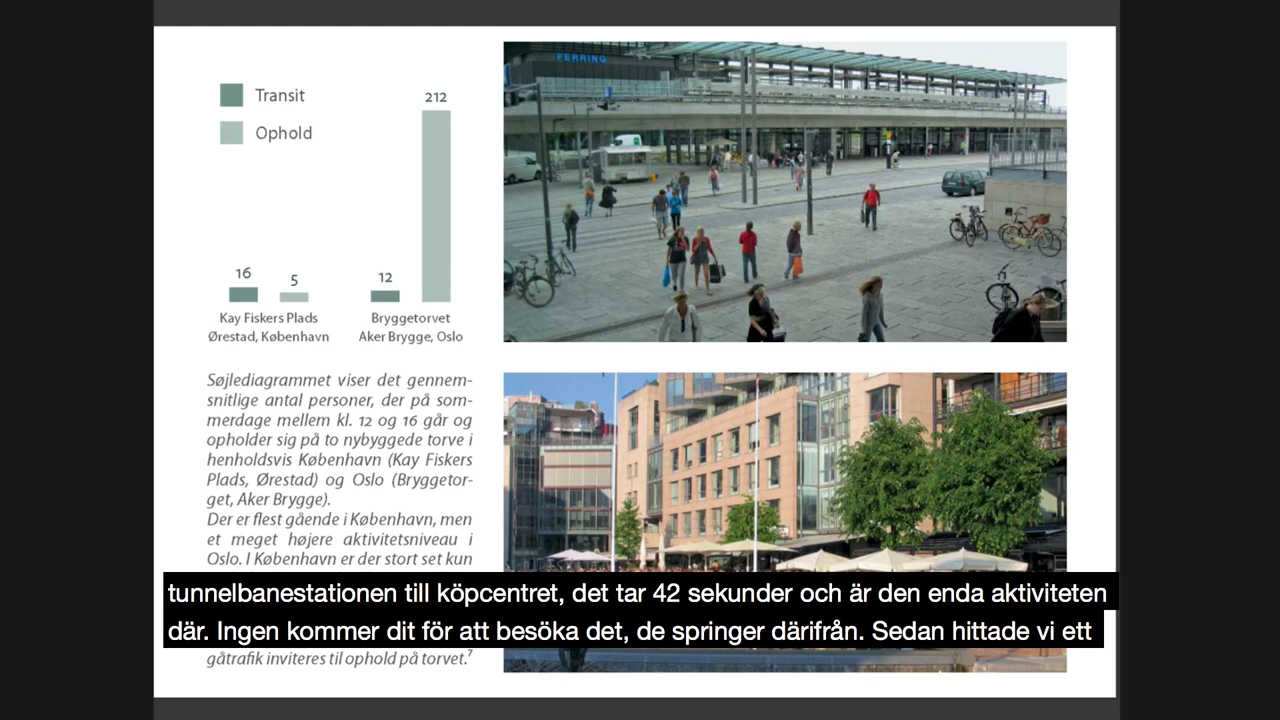 Transit
Ophold
212
16
5
12
Kay Fiskers Plads
Ørestad, København
Bryggetorvet
Aker Brygge, Oslo
FERRING
Søjlediagrammet viser det gennem-
snitlige antal personer, der på som-
merdage mellem kl. 12 og 16 går og
opholder sig på to nybyggede torve i
henholdsvis København (Kay Fiskers
Plads, Ørestad) og Oslo (Bryggetor-
get, Aker Brygge).
Der er flest gående i København, men
et meget højere aktivitetsniveau i
Oslo. I København er der stort set kun
tunnelbanestationen till köpcentret, det tar 42 sekunder och är den enda aktiviteten
där. Ingen kommer dit för att besöka det, de springer därifrån. Sedan hittade vi ett
gåtrafik inviteres til ophold på torvet.7